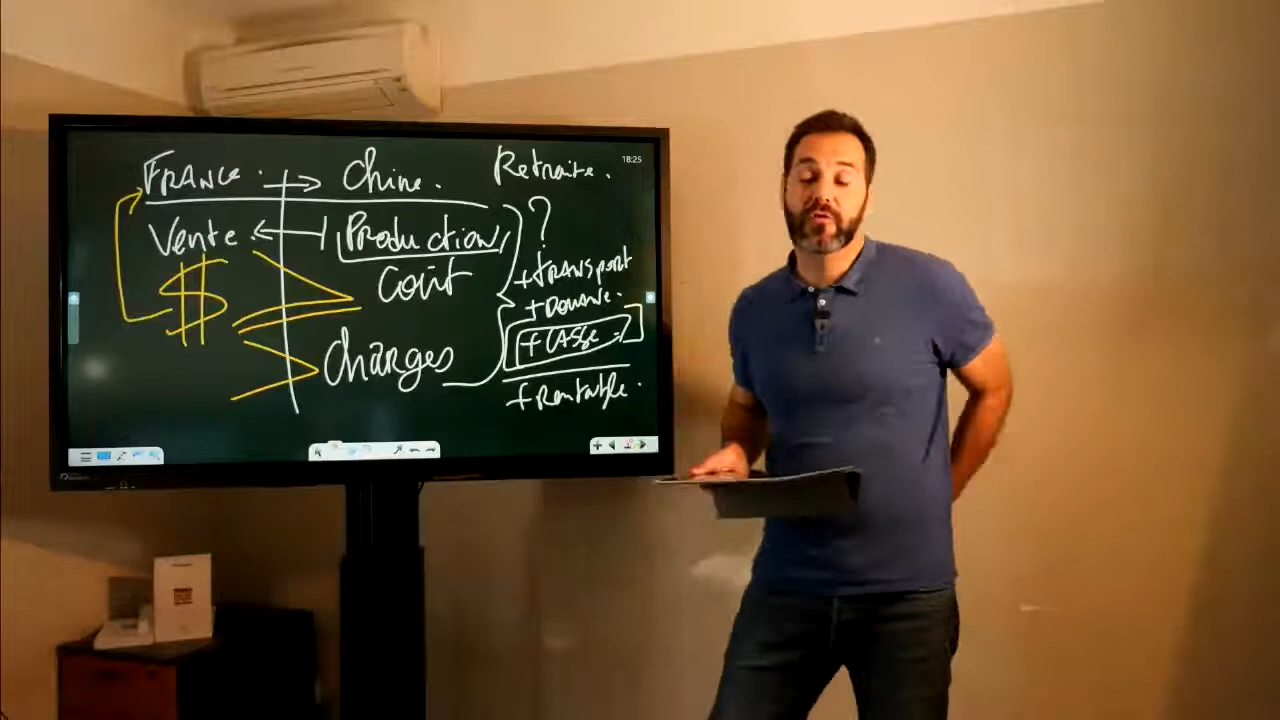 FRANCE. → Chine. Retraite.
18:25
Vente. ← Production ?
$ Coût + TRANSPORT
+ DOUANE.
+ CASSE
Charges
+ Rentable.